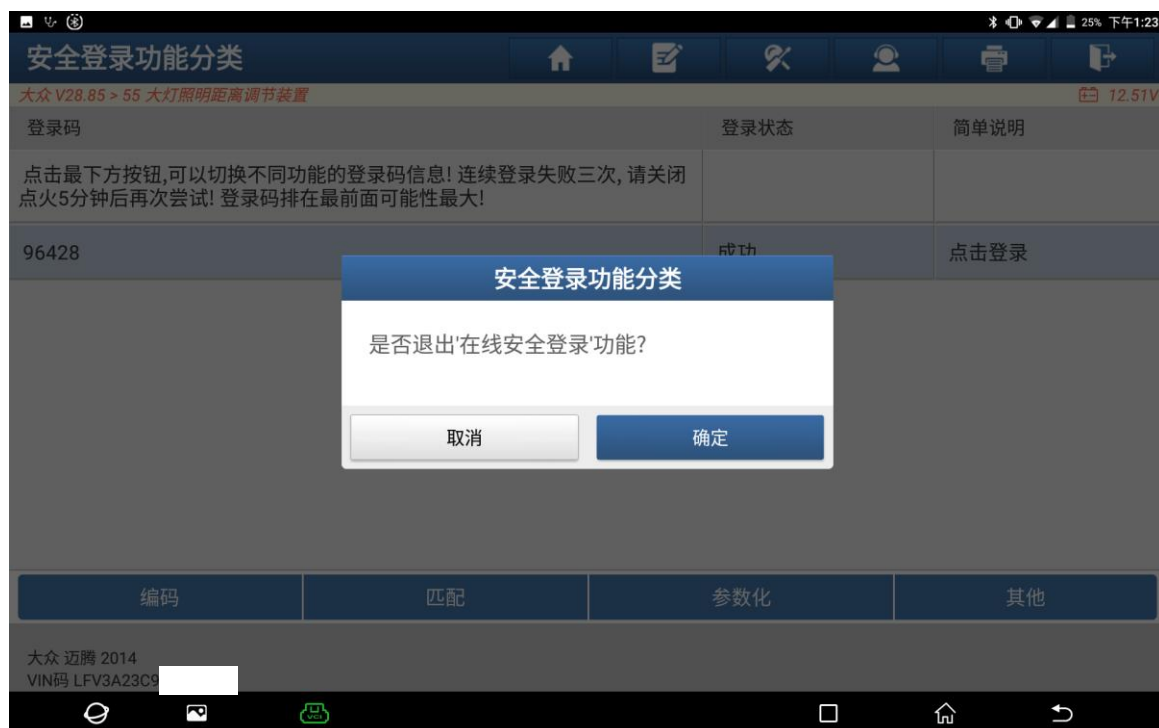 25% 下午1:23
安全登录功能分类
大众 V28.85 > 55 大灯照明距离调节装置
12.51V
登录码 登录状态 简单说明
点击最下方按钮,可以切换不同功能的登录码信息! 连续登录失败三次, 请关闭
点火5分钟后再次尝试! 登录码排在最前面可能性最大!
96428 成功 点击登录
安全登录功能分类
是否退出'在线安全登录'功能?
取消 确定
编码 匹配 参数化 其他
大众 迈腾 2014
VIN码 LFV3A23C9
VCI